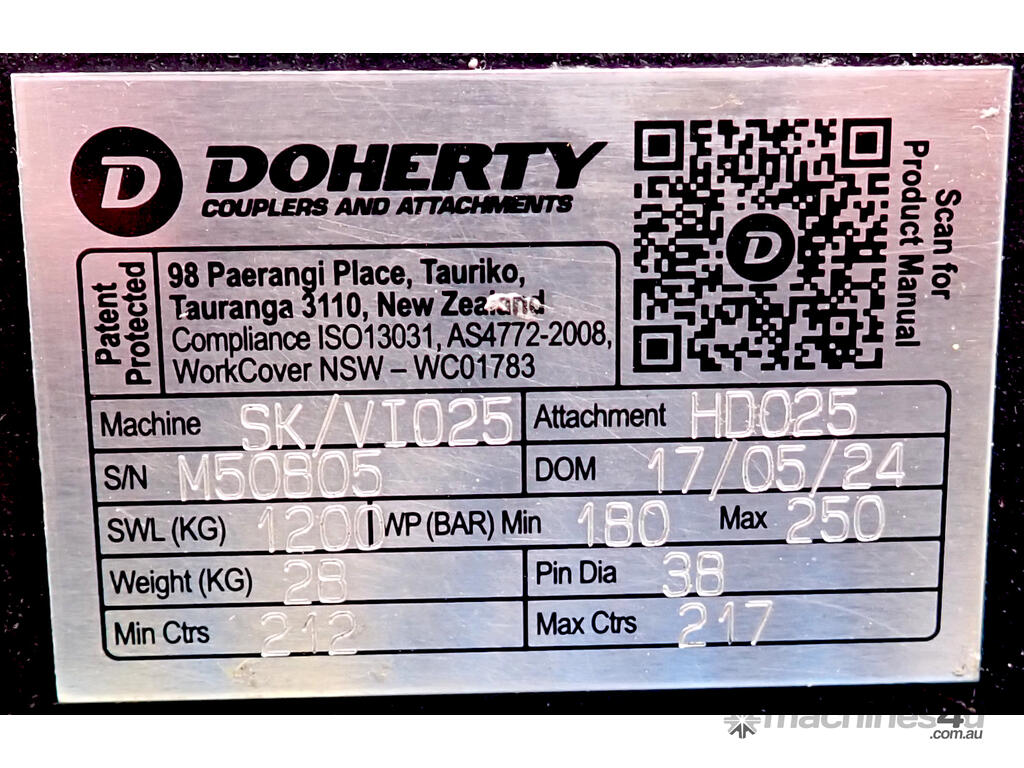 D DOHERTY
COUPLERS AND ATTACHMENTS
Scan for
Product Manual
D
Patent
Protected
98 Paerangi Place, Tauriko,
Tauranga 3110, New Zealand
Compliance ISO13031, AS4772-2008,
WorkCover NSW – WC01783
Machine SK/VI025 Attachment HD025
S/N M50805 DOM 17/05/24
SWL (KG) 1200 WP (BAR) Min 180 Max 250
Weight (KG) 28 Pin Dia 38
Min Ctrs 212 Max Ctrs 217
machines4u
.com.au